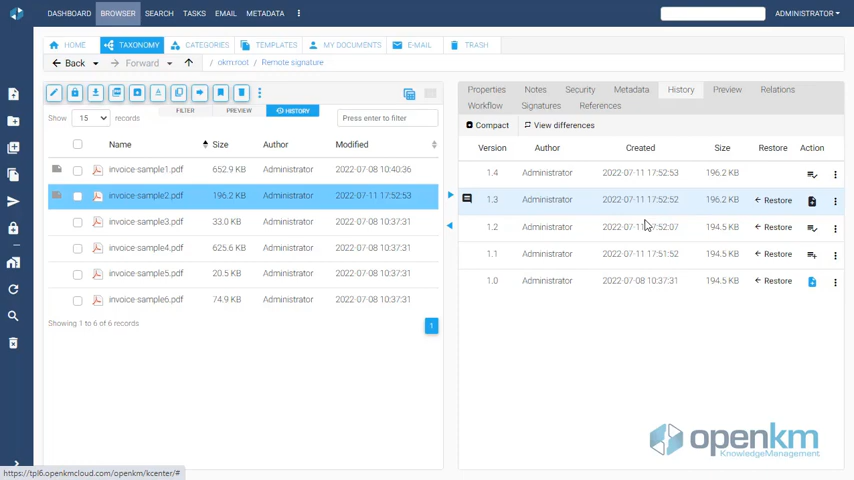 DASHBOARD BROWSER SEARCH TASKS EMAIL METADATA ADMINISTRATOR
HOME TAXONOMY CATEGORIES TEMPLATES MY DOCUMENTS E-MAIL TRASH
Back Forward / okm:root / Remote signature
FILTER PREVIEW HISTORY
Show 15 records Press enter to filter
Name Size Author Modified
invoice-sample1.pdf 652.9 KB Administrator 2022-07-08 10:40:36
invoice-sample2.pdf 196.2 KB Administrator 2022-07-11 17:52:53
invoice-sample3.pdf 33.0 KB Administrator 2022-07-08 10:37:31
invoice-sample4.pdf 625.6 KB Administrator 2022-07-08 10:37:31
invoice-sample5.pdf 20.5 KB Administrator 2022-07-08 10:37:31
invoice-sample6.pdf 74.9 KB Administrator 2022-07-08 10:37:31
Showing 1 to 6 of 6 records 1
Properties Notes Security Metadata History Preview Relations
Workflow Signatures References
Compact View differences
Version Author Created Size Restore Action
1.4 Administrator 2022-07-11 17:52:53 196.2 KB
1.3 Administrator 2022-07-11 17:52:52 196.2 KB Restore
1.2 Administrator 2022-07-11 17:52:07 194.5 KB Restore
1.1 Administrator 2022-07-11 17:51:52 194.5 KB Restore
1.0 Administrator 2022-07-08 10:37:31 194.5 KB Restore
openkm
KnowledgeManagement
https://tpl6.openkmcloud.com/openkm/kcenter/#